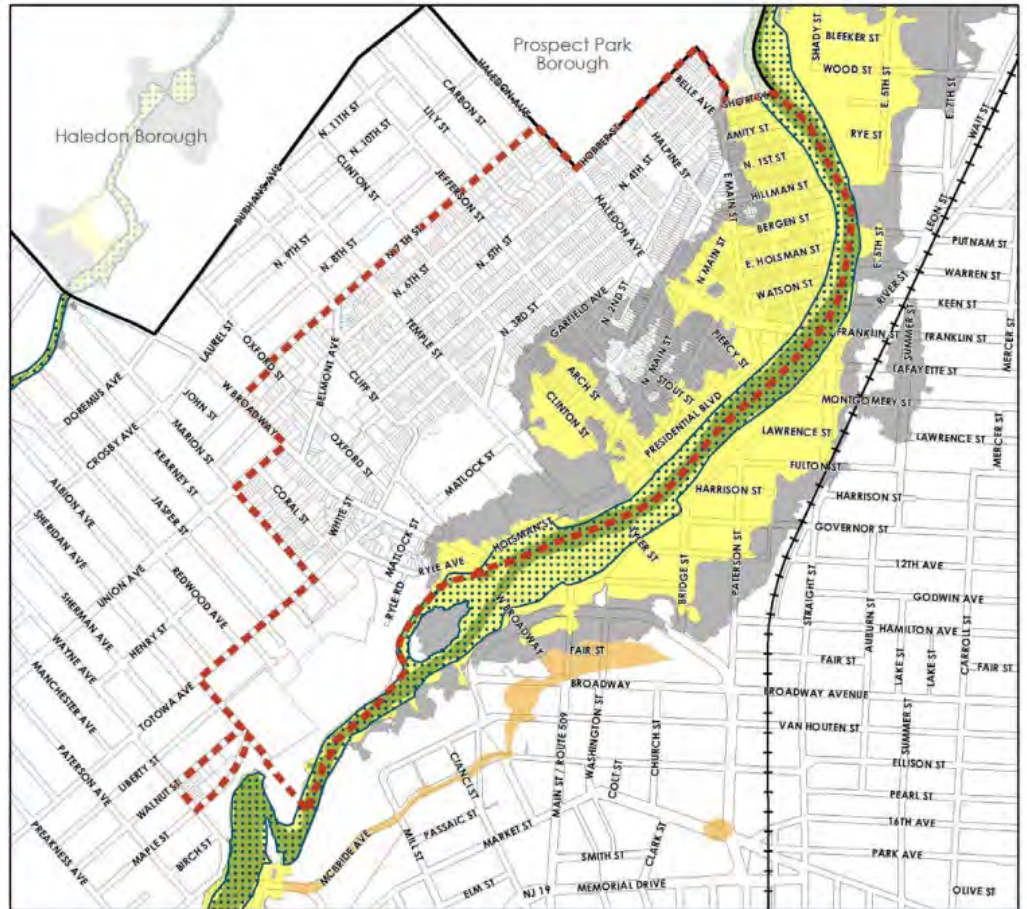 Prospect Park
Borough
Haledon Borough
SHADY ST
BLEEKER ST
WOOD ST
E. 5TH ST
E. 7TH ST
WAIT ST
LEON ST
RYE ST
HALEDON AVE
CARBON ST
LILY ST
N. 11TH ST
N. 10TH ST
CLINTON ST
JEFFERSON ST
BELLE AVE
SHORT ST
HOPPER ST
HALPINE ST
N. 4TH ST
AMITY ST
N. 1ST ST
HILLMAN ST
BERGEN ST
E. HOLSMAN ST
WATSON ST
E MAIN ST
N MAIN ST
HALEDON AVE
BURHANS AVE
N. 9TH ST
N. 8TH ST
N. 7TH ST
N. 6TH ST
N. 5TH ST
N. 3RD ST
N. 2ND ST
GARFIELD AVE
TEMPLE ST
N. MAIN ST
PIERCY ST
STOUT ST
ARCH ST
CLINTON ST
PRESIDENTIAL BLVD
E. 5TH ST
RIVER ST
PUTNAM ST
WARREN ST
KEEN ST
FRANKLIN ST
FRANKLIN ST
SUMMER ST
MERCER ST
LAFAYETTE ST
MONTGOMERY ST
LAWRENCE ST
LAWRENCE ST
MERCER ST
FULTON ST
HARRISON ST
HARRISON ST
GOVERNOR ST
12TH AVE
GODWIN AVE
HAMILTON AVE
LAUREL ST
OXFORD ST
BELMONT AVE
CLIFF ST
OXFORD ST
W BROADWAY
DOREMUS AVE
JOHN ST
MARION ST
CROSBY AVE
KEARNEY ST
ALBION AVE
JASPER ST
SHERIDAN AVE
CORAL ST
WHITE ST
MATLOCK ST
MATLOCK ST
RYLE AVE
RYLE RD
HOLSMAN ST
TYLER ST
BRIDGE ST
PATERSON ST
STRAIGHT ST
AUBURN ST
LAKE ST
LAKE ST
CARROLL ST
FAIR ST
FAIR ST
FAIR ST
W BROADWAY
BROADWAY
BROADWAY AVENUE
VAN HOUTEN ST
SUMMER ST
ELLISON ST
PEARL ST
16TH AVE
PARK AVE
OLIVE ST
UNION AVE
REDWOOD AVE
SHERMAN AVE
HENRY ST
WAYNE AVE
MANCHESTER AVE
TOTOWA AVE
LIBERTY ST
PATERSON AVE
WALNUT ST
MAPLE ST
BIRCH ST
PREAKNESS AVE
MCBRIDE AVE
MILL ST
CIANCI ST
PASSAIC ST
MARKET ST
MAIN ST / ROUTE 509
WASHINGTON ST
COLT ST
CHURCH ST
CLARK ST
SMITH ST
ELM ST
NJ 19
MEMORIAL DRIVE